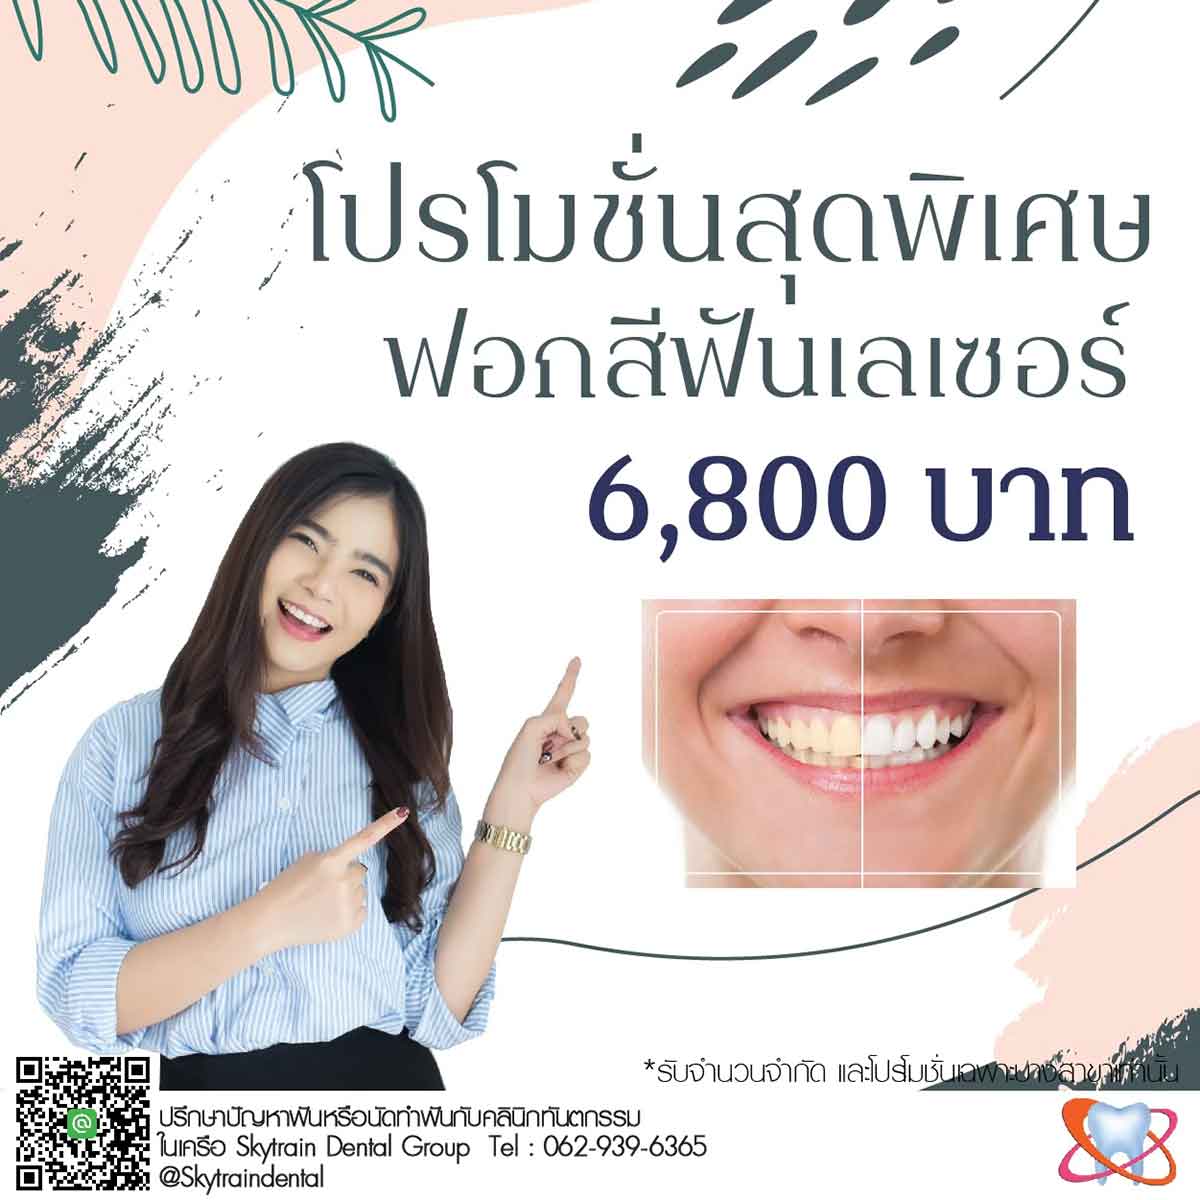 โปรโมชั่นสุดพิเศษ
ฟอกสีฟันเลเซอร์
6,800 บาท
*รับจำนวนจำกัด และโปรโมชั่นเฉพาะบางสาขาเท่านั้น
ปรึกษาปัญหาฟันหรือนัดทำฟันกับคลินิกทันตกรรม
ในเครือ Skytrain Dental Group Tel : 062-939-6365
@Skytraindental